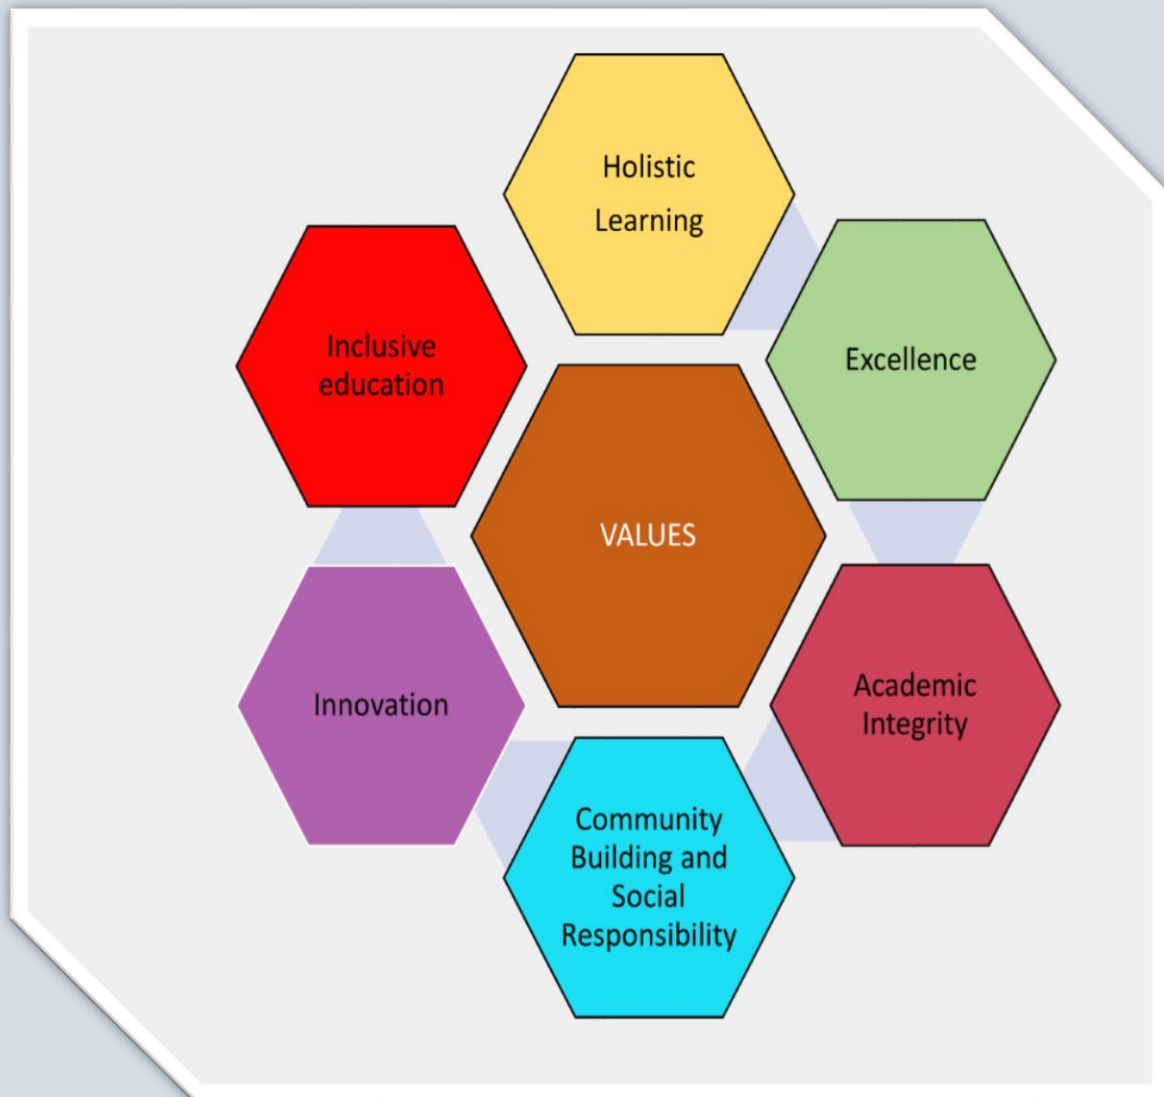 Holistic
Learning
Excellence
Academic
Integrity
Community
Building and
Social
Responsibility
Innovation
Inclusive
education
VALUES